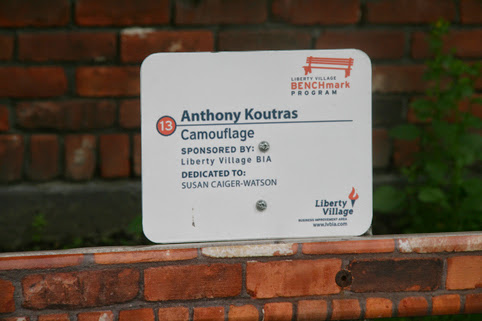 LIBERTY VILLAGE
BENCHmark
PROGRAM
13
Anthony Koutras
Camouflage
SPONSORED BY:
Liberty Village BIA
DEDICATED TO:
SUSAN CAIGER-WATSON
Liberty
Village
BUSINESS IMPROVEMENT AREA
www.lvbia.com